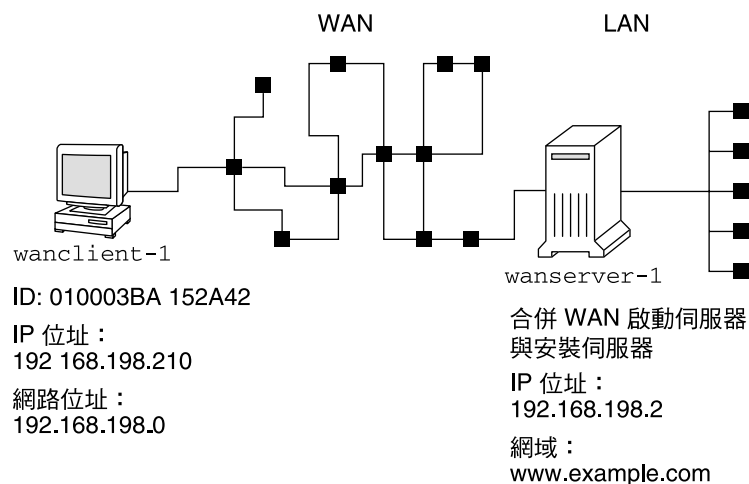 WAN
LAN
wanclient-1
ID: 010003BA 152A42
IP 位址：
192 168.198.210
網路位址：
192.168.198.0
wanserver-1
合併 WAN 啟動伺服器
與安裝伺服器
IP 位址：
192.168.198.2
網域：
www.example.com